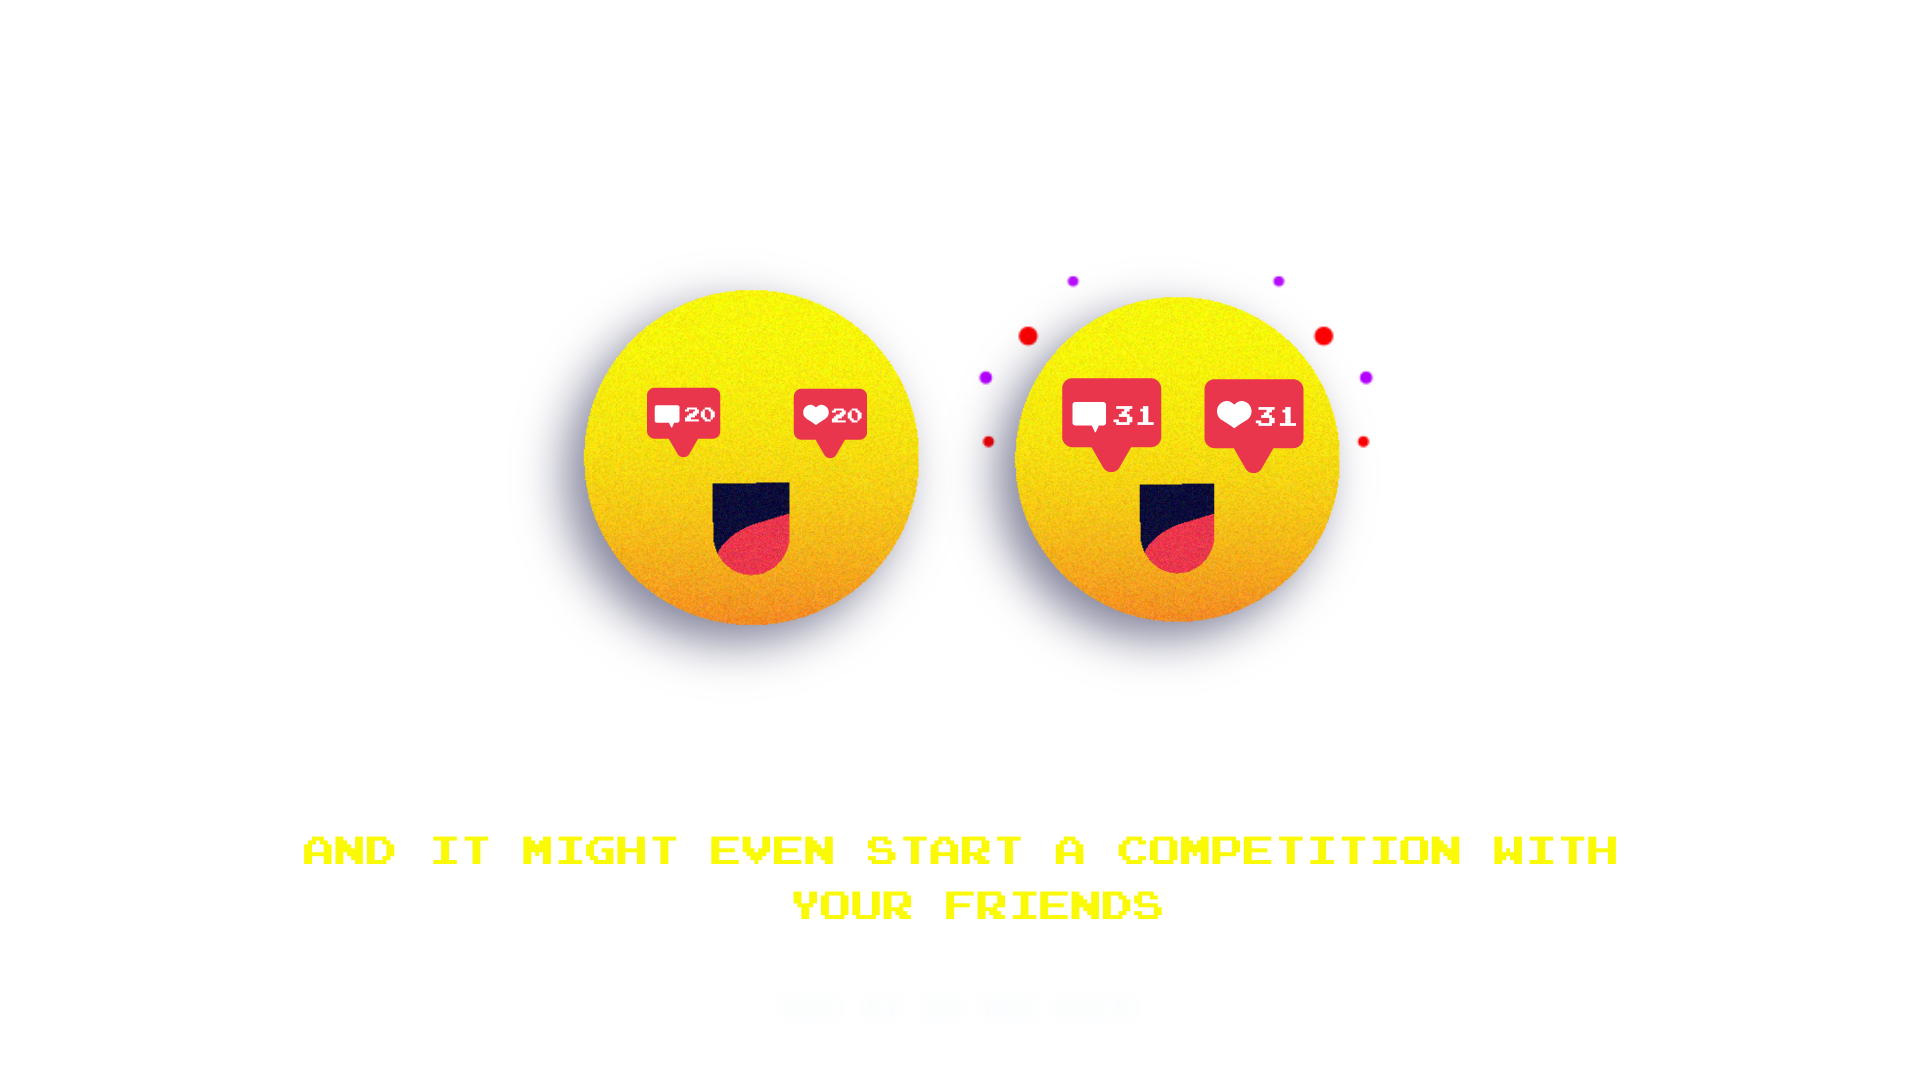 20 20
31 31
AND IT MIGHT EVEN START A COMPETITION WITH
YOUR FRIENDS